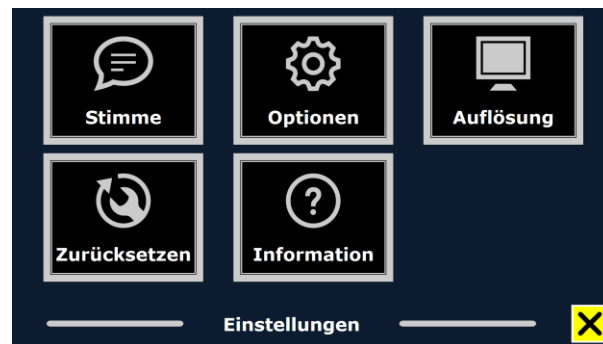 Stimme
Optionen
Auflösung
Zurücksetzen
Information
Einstellungen